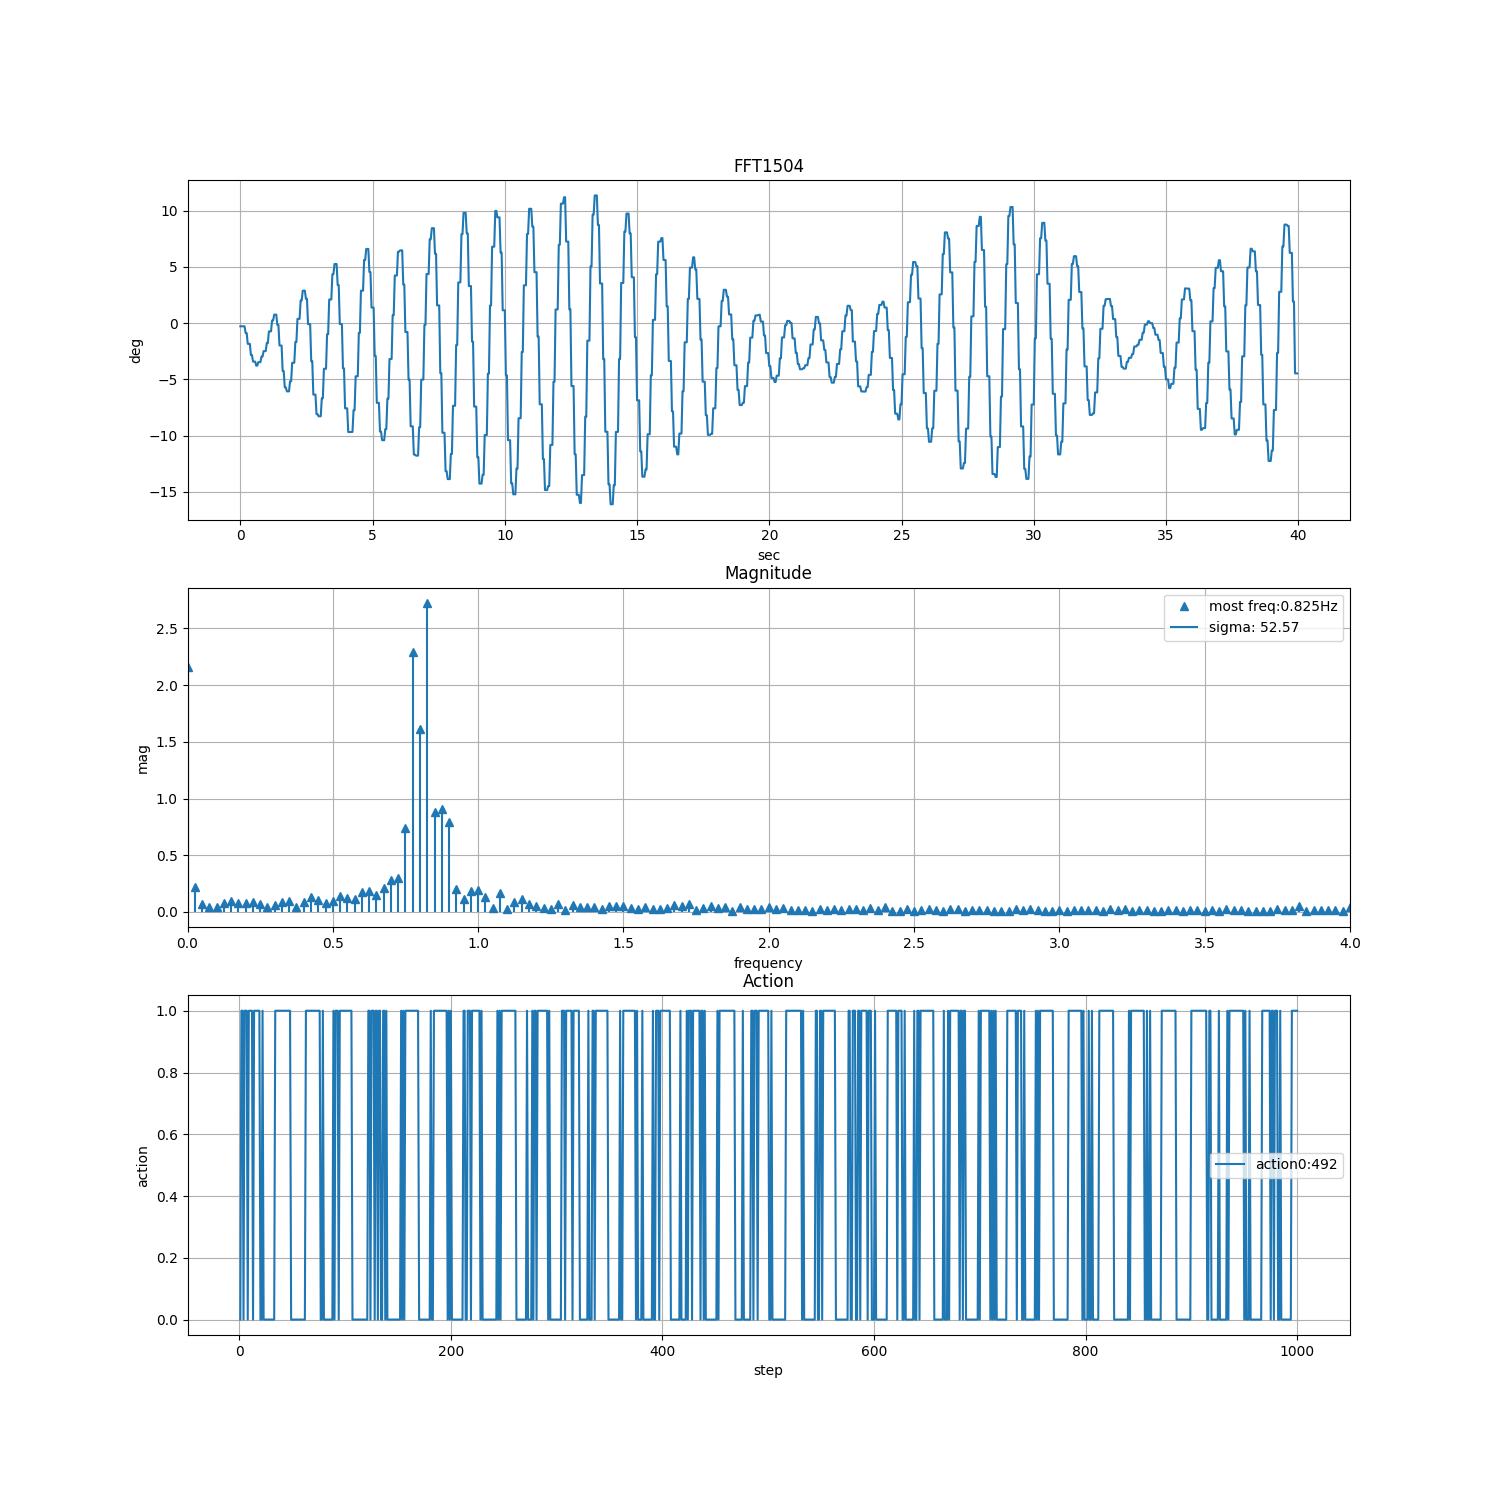 FFT1504
10
5
0
−5
−10
−15
deg
0 5 10 15 20 25 30 35 40
sec
Magnitude
most freq:0.825Hz
sigma: 52.57
2.5
2.0
1.5
1.0
0.5
0.0
mag
0.0 0.5 1.0 1.5 2.0 2.5 3.0 3.5 4.0
frequency
Action
1.0
0.8
0.6
0.4
0.2
0.0
action
action0:492
0 200 400 600 800 1000
step